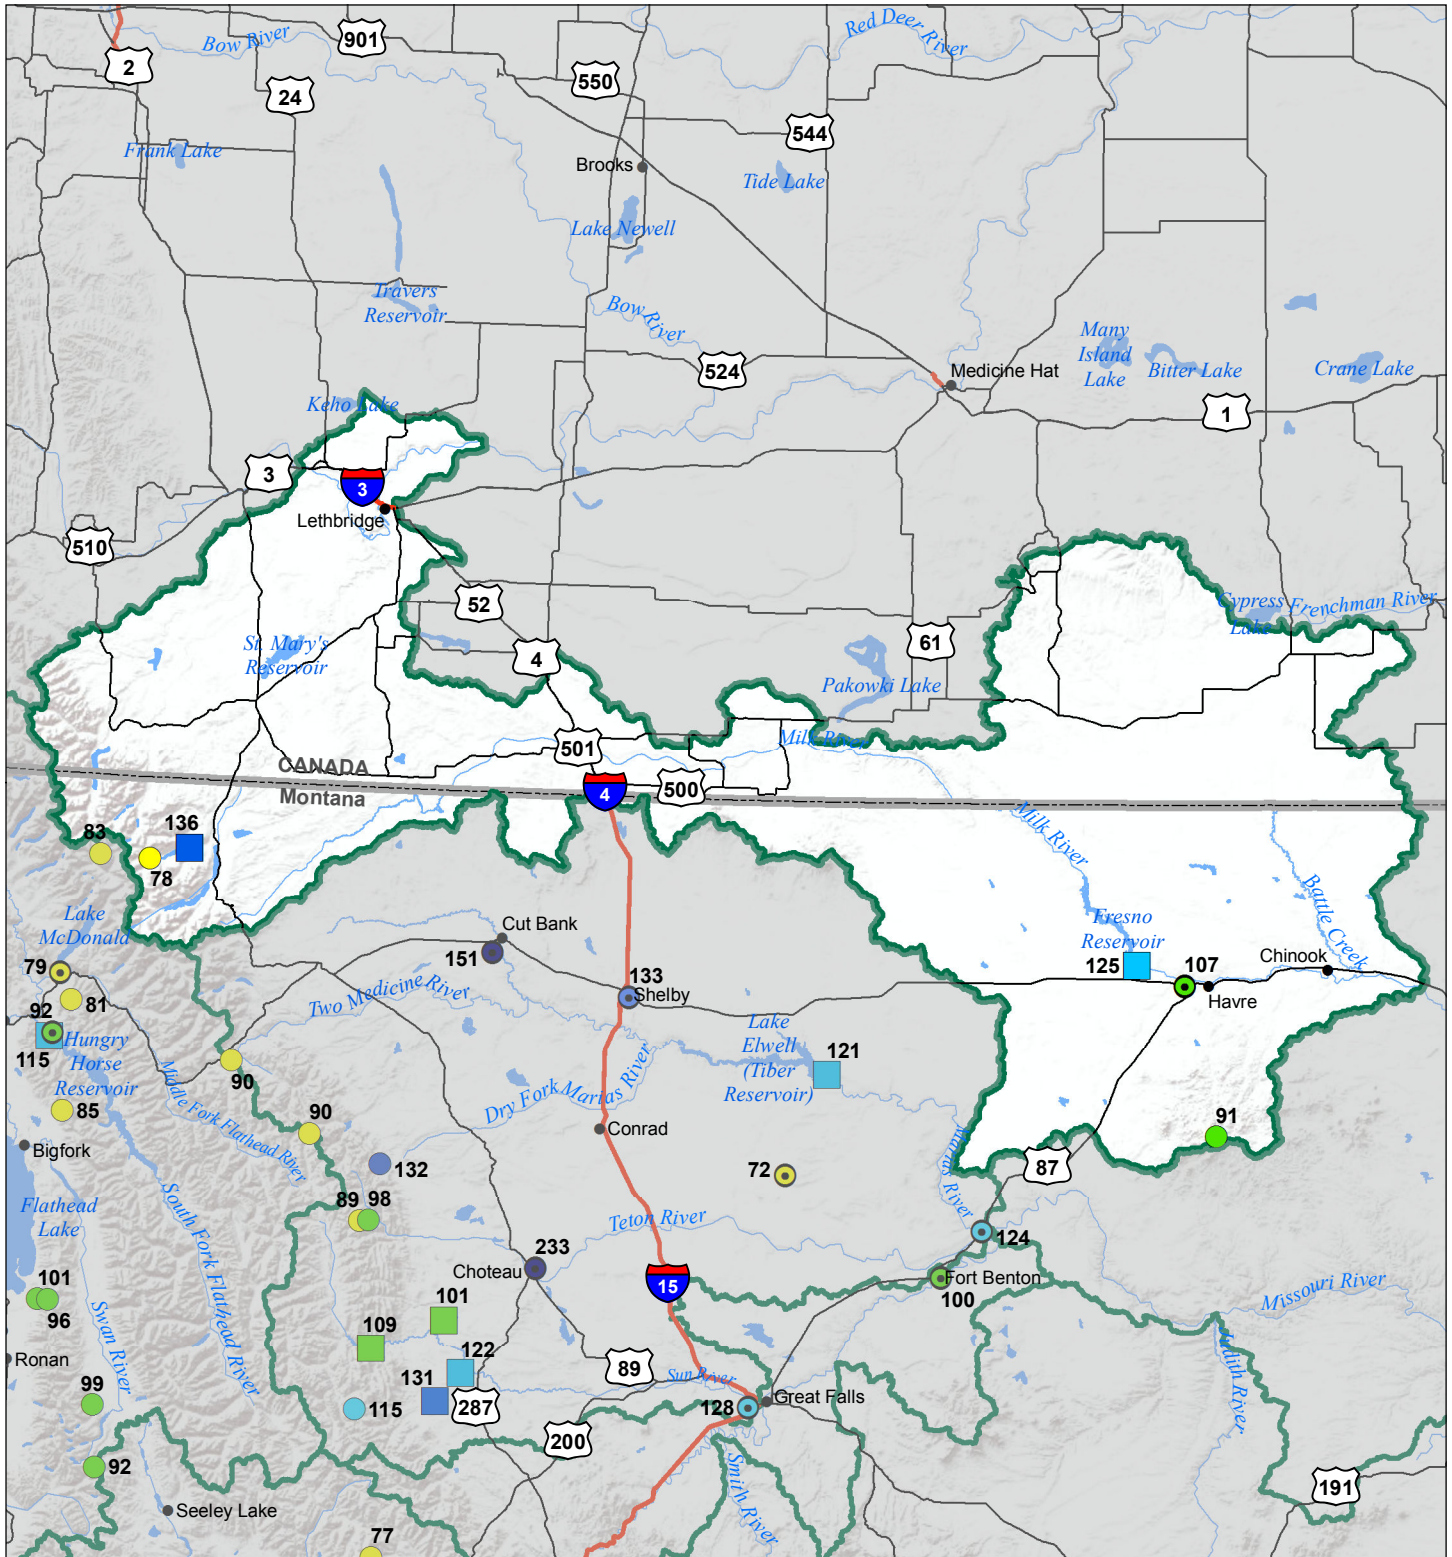 Bow River
901
Red Deer River
2
24
550
544
Frank Lake
Brooks
Tide Lake
Lake Newell
Travers
Reservoir
Bow River
Many
Island
Lake
Bitter Lake
Crane Lake
524
Medicine Hat
Keho Lake
1
3
3
Lethbridge
510
52
Cypress
Lake
Frenchman River
61
St. Mary's
Reservoir
4
Pakowki Lake
501
Milk River
CANADA
Montana
4
500
Milk River
83
136
78
Battle Creek
Lake
McDonald
Cut Bank
151
Fresno
Reservoir
125
107
Chinook
Havre
79
81
133
Shelby
Two Medicine River
92
115
Hungry
Horse
Reservoir
Lake
Elwell
(Tiber
Reservoir)
121
90
Middle Fork Flathead River
Dry Fork Marias River
85
90
Conrad
91
Bigfork
132
72
Marias River
87
Flathead
Lake
South Fork Flathead River
89
98
Teton River
124
233
Choteau
15
Fort Benton
100
Missouri River
101
96
Swan River
101
109
122
Judith River
Ronan
89
Sun River
99
131
287
115
128
Great Falls
200
92
Smith River
191
Seeley Lake
77